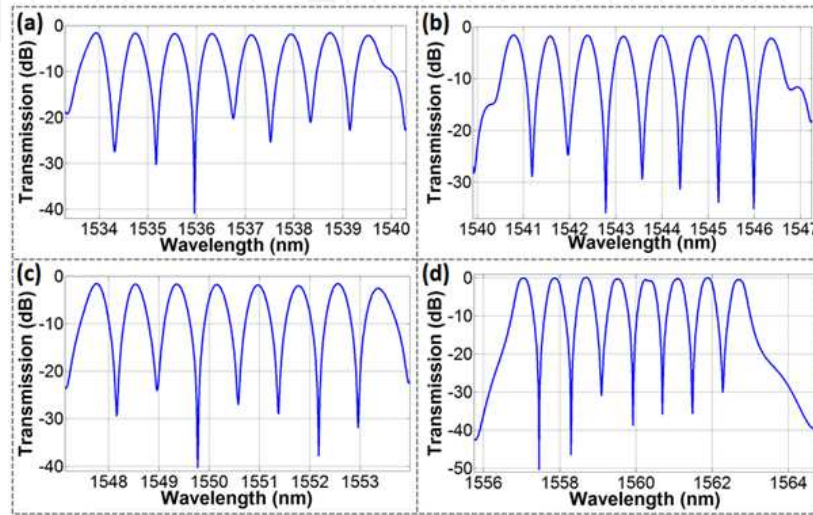 (a)
Transmission (dB)
0
-10
-20
-30
-40
1534 1535 1536 1537 1538 1539 1540
Wavelength (nm)
(b)
Transmission (dB)
0
-10
-20
-30
1540 1541 1542 1543 1544 1545 1546 1547
Wavelength (nm)
(c)
Transmission (dB)
0
-10
-20
-30
-40
1548 1549 1550 1551 1552 1553
Wavelength (nm)
(d)
Transmission (dB)
0
-10
-20
-30
-40
-50
1556 1558 1560 1562 1564
Wavelength (nm)